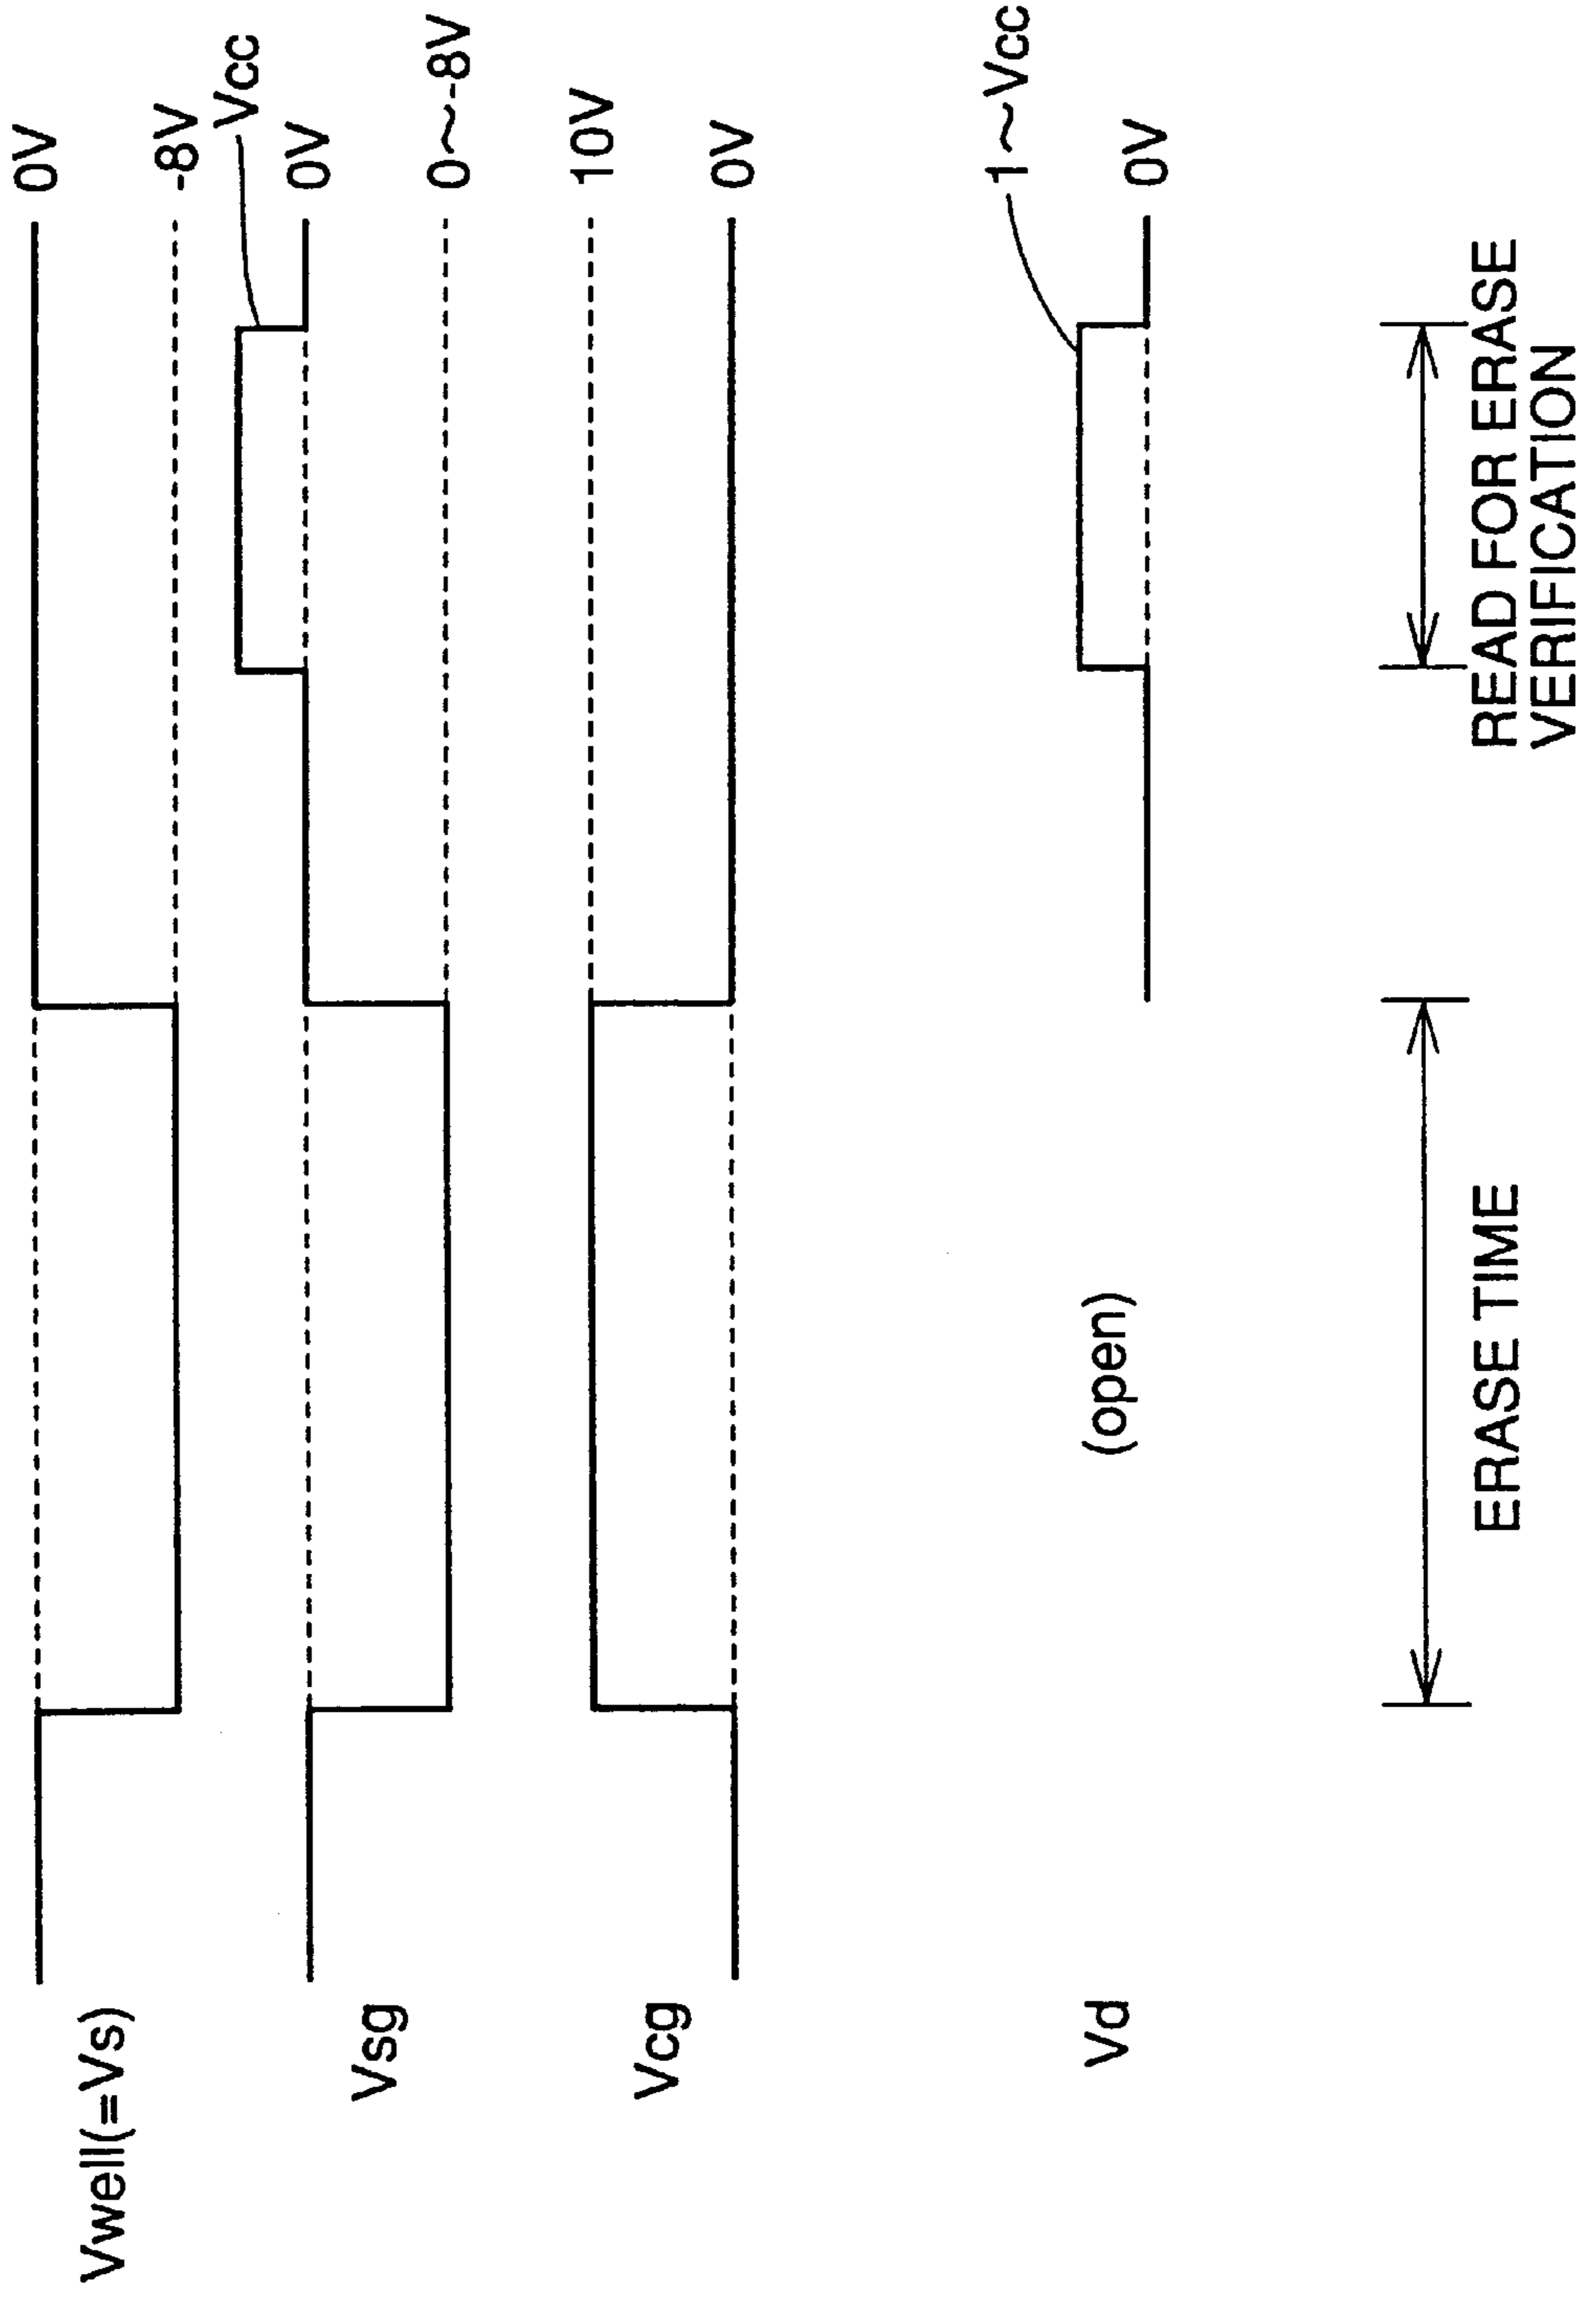 Vwell(=Vs)
0V
-8V
Vsg
Vcc
0V
0~-8V
Vcg
10V
0V
Vd
(open)
1~Vcc
0V
ERASE TIME
READ FOR ERASE
VERIFICATION